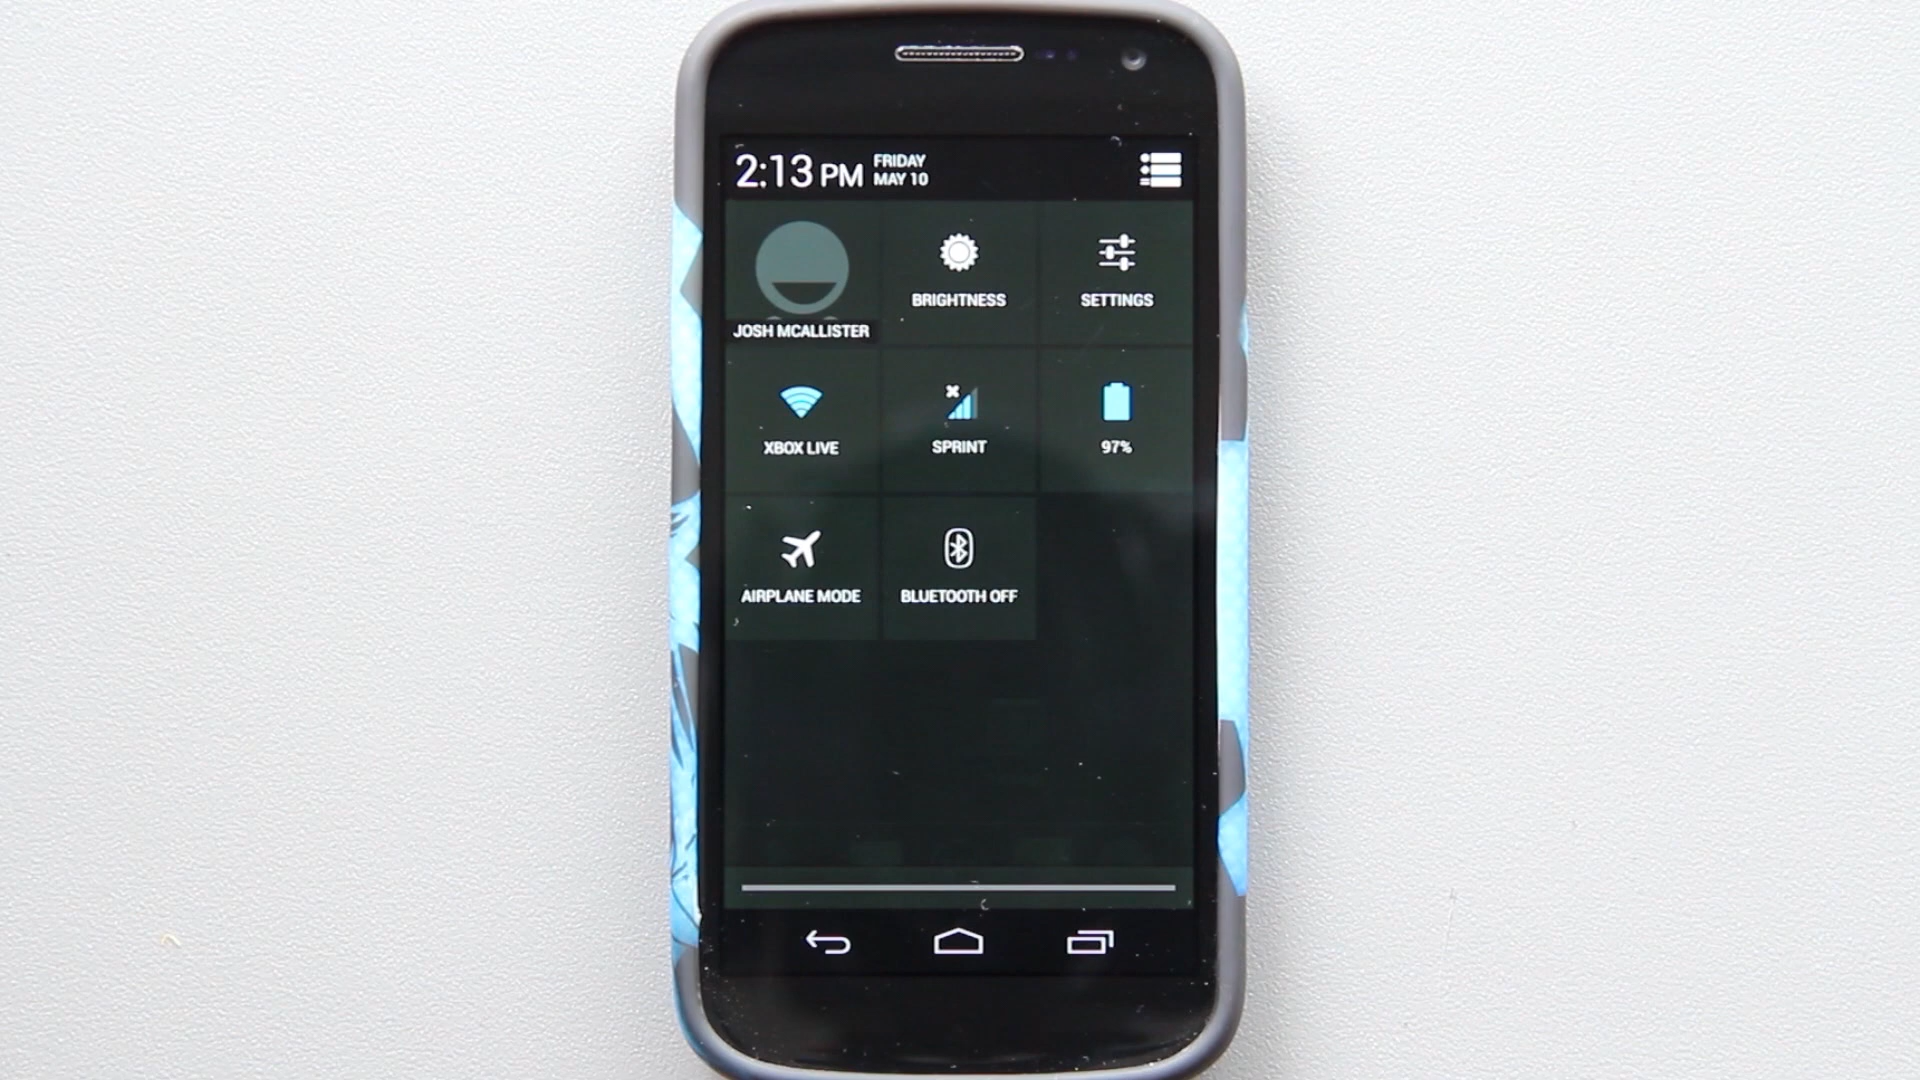 2:13 PM
FRIDAY
MAY 10
JOSH MCALLISTER
BRIGHTNESS
SETTINGS
XBOX LIVE
SPRINT
97%
AIRPLANE MODE
BLUETOOTH OFF